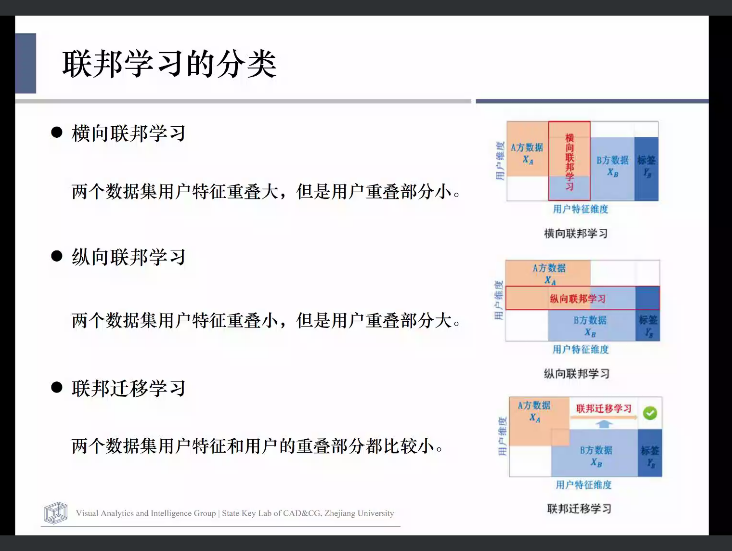 联邦学习的分类
● 横向联邦学习
两个数据集用户特征重叠大，但是用户重叠部分小。
● 纵向联邦学习
两个数据集用户特征重叠小，但是用户重叠部分大。
● 联邦迁移学习
两个数据集用户特征和用户的重叠部分都比较小。
用户维度
A方数据
X_A
横向联邦学习
B方数据
X_B
标签
Y_B
用户特征维度
横向联邦学习
用户维度
A方数据
X_A
纵向联邦学习
B方数据
X_B
标签
Y_B
用户特征维度
纵向联邦学习
用户维度
A方数据
X_A
联邦迁移学习
B方数据
X_B
标签
Y_B
用户特征维度
联邦迁移学习
Visual Analytics and Intelligence Group | State Key Lab of CAD&CG, Zhejiang University